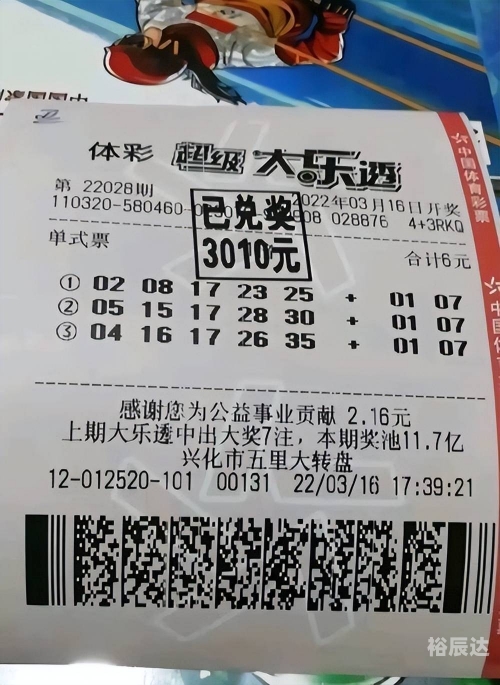 体彩 超级大乐透
第 22028期 2022年03月16日开奖
110320-580460- 908 028876 4+3RKQ
已兑奖
3010元
单式票 合计6元
① 02 08 17 23 25 + 01 07
② 05 15 17 28 30 + 01 07
③ 04 16 17 26 35 + 01 07
感谢您为公益事业贡献 2.16元
上期大乐透中出大奖7注，本期奖池11.7亿
兴化市五里大转盘
12-012520-101 00131 22/03/16 17:39:21
中国体育彩票
裕辰达